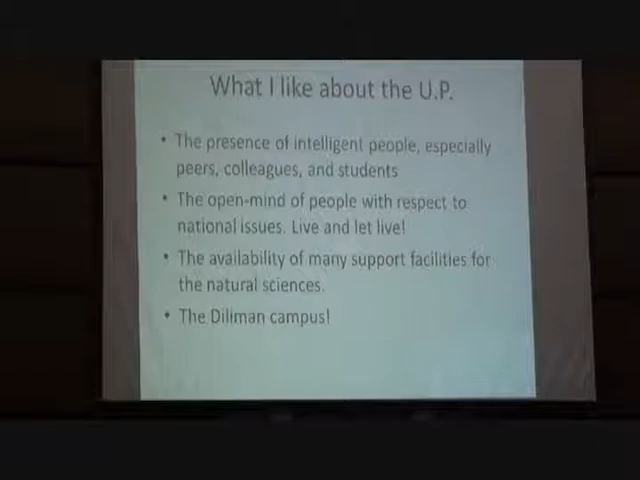 What I like about the U.P.
• The presence of intelligent people, especially
peers, colleagues, and students
• The open-mind of people with respect to
national issues. Live and let live!
• The availability of many support facilities for
the natural sciences.
• The Diliman campus!